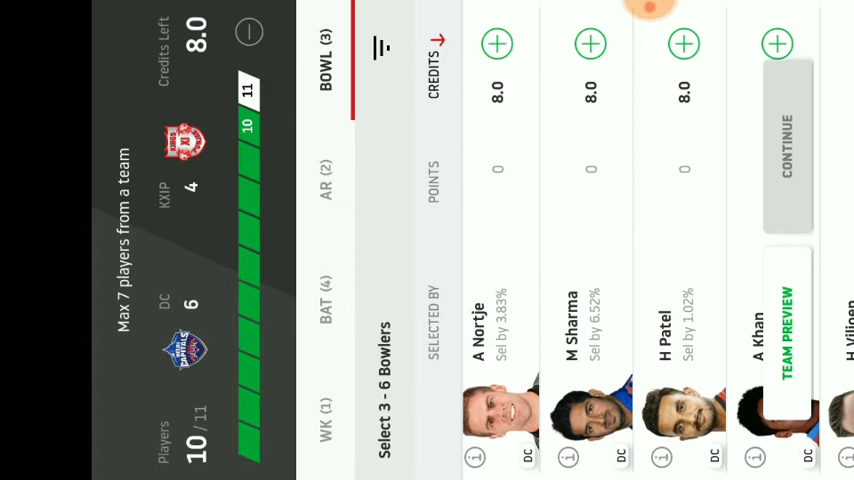 Max 7 players from a team
Players
DC
KXIP
Credits Left
10 / 11
6
4
8.0
10
11
WK (1)
BAT (4)
AR (2)
BOWL (3)
Select 3 - 6 Bowlers
SELECTED BY
POINTS
CREDITS
A Nortje
Sel by 3.83%
DC
0
8.0
M Sharma
Sel by 6.52%
DC
0
8.0
H Patel
Sel by 1.02%
DC
0
8.0
A Khan
DC
TEAM PREVIEW
CONTINUE
H Viljoen